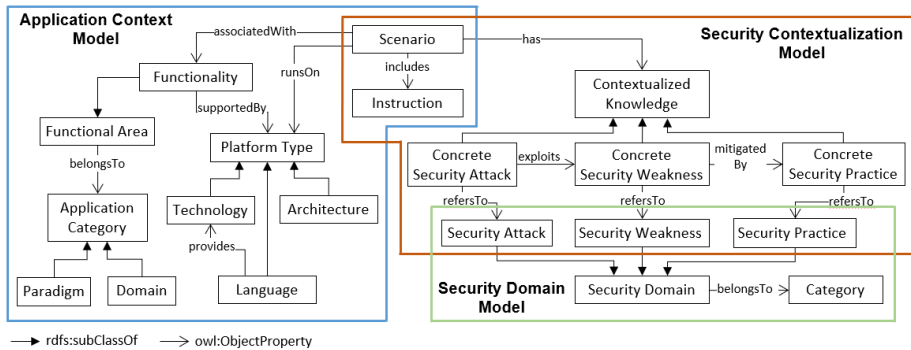 Application Context
Model
Security Contextualization
Model
associatedWith
Scenario
has
Functionality
runsOn
includes
Instruction
Contextualized
Knowledge
supportedBy
Functional Area
Platform Type
belongsTo
Concrete
Security Attack
exploits
Concrete
Security Weakness
mitigated
By
Concrete
Security Practice
Application
Category
Technology
Architecture
refersTo
refersTo
refersTo
Security Attack
Security Weakness
Security Practice
provides
Paradigm
Domain
Language
Security Domain
Model
Security Domain
belongsTo
Category
rdfs:subClassOf
owl:ObjectProperty